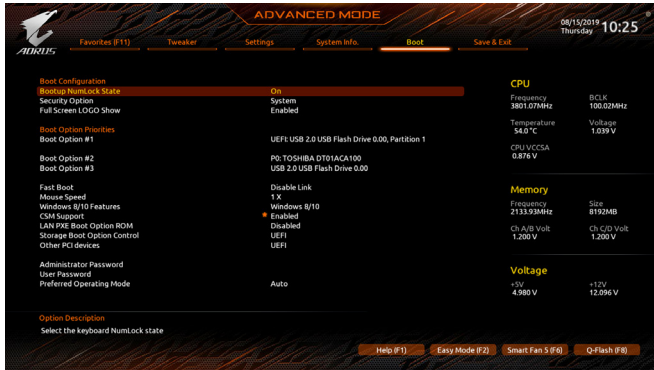 ADVANCED MODE
08/15/2019 Thursday 10:25
AORUS
Favorites (F11) Tweaker Settings System Info. Boot Save & Exit
Boot Configuration
Bootup NumLock State On
Security Option System
Full Screen LOGO Show Enabled
Boot Option Priorities
Boot Option #1 UEFI: USB 2.0 USB Flash Drive 0.00, Partition 1
Boot Option #2 P0: TOSHIBA DT01ACA100
Boot Option #3 USB 2.0 USB Flash Drive 0.00
Fast Boot Disable Link
Mouse Speed 1 X
Windows 8/10 Features Windows 8/10
CSM Support * Enabled
LAN PXE Boot Option ROM Disabled
Storage Boot Option Control UEFI
Other PCI devices UEFI
Administrator Password
User Password
Preferred Operating Mode Auto
CPU
Frequency BCLK
3801.07MHz 100.02MHz
Temperature Voltage
54.0 °C 1.039 V
CPU VCCSA
0.876 V
Memory
Frequency Size
2133.93MHz 8192MB
Ch A/B Volt Ch C/D Volt
1.200 V 1.200 V
Voltage
+5V +12V
4.980 V 12.096 V
Option Description
Select the keyboard NumLock state
Help (F1) Easy Mode (F2) Smart Fan 5 (F6) Q-Flash (F8)